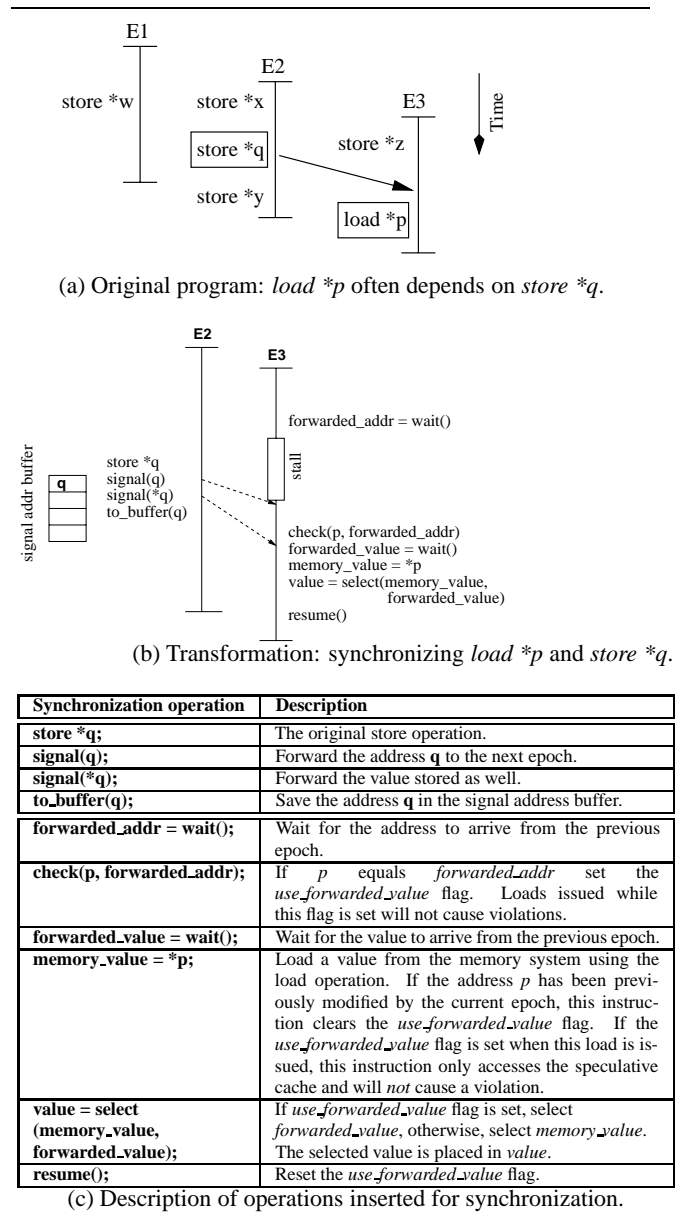 E1
E2
E3
store *w
store *x
store *q
store *y
store *z
load *p
Time
(a) Original program: load *p often depends on store *q.
E2
E3
signal addr buffer
q
store *q
signal(q)
signal(*q)
to_buffer(q)
forwarded_addr = wait()
stall
check(p, forwarded_addr)
forwarded_value = wait()
memory_value = *p
value = select(memory_value,
forwarded_value)
resume()
(b) Transformation: synchronizing load *p and store *q.
Synchronization operation Description
store *q; The original store operation.
signal(q); Forward the address q to the next epoch.
signal(*q); Forward the value stored as well.
to_buffer(q); Save the address q in the signal address buffer.
forwarded_addr = wait(); Wait for the address to arrive from the previous
epoch.
check(p, forwarded_addr); If p equals forwarded_addr set the
use_forwarded_value flag. Loads issued while
this flag is set will not cause violations.
forwarded_value = wait(); Wait for the value to arrive from the previous epoch.
memory_value = *p; Load a value from the memory system using the
load operation. If the address p has been previ-
ously modified by the current epoch, this instruc-
tion clears the use_forwarded_value flag. If the
use_forwarded_value flag is set when this load is is-
sued, this instruction only accesses the speculative
cache and will not cause a violation.
value = select If use_forwarded_value flag is set, select
(memory_value, forwarded_value, otherwise, select memory_value.
forwarded_value); The selected value is placed in value.
resume(); Reset the use_forwarded_value flag.
(c) Description of operations inserted for synchronization.